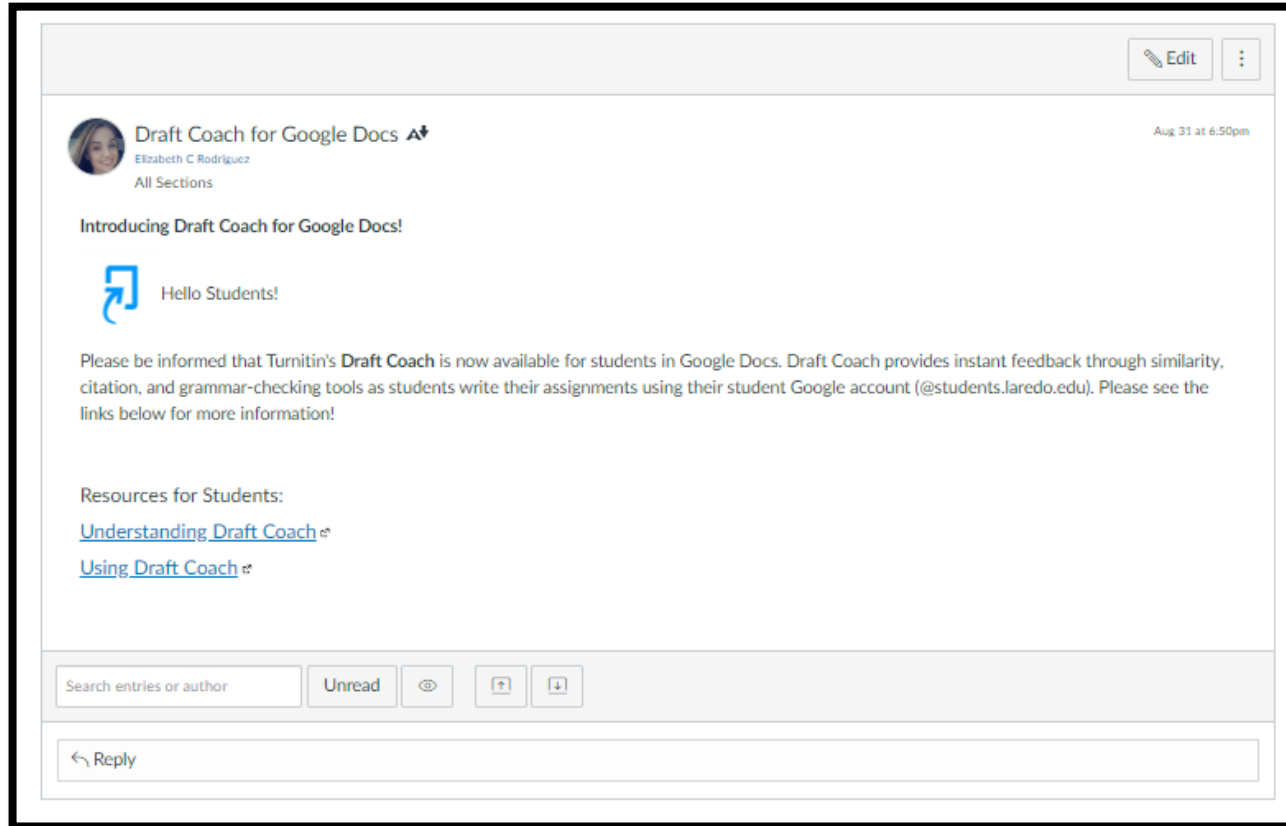 Edit
Draft Coach for Google Docs
Aug 31 at 6:50pm
Elizabeth C Rodriguez
All Sections
Introducing Draft Coach for Google Docs!
Hello Students!
Please be informed that Turnitin's Draft Coach is now available for students in Google Docs. Draft Coach provides instant feedback through similarity,
citation, and grammar-checking tools as students write their assignments using their student Google account (@students.laredo.edu). Please see the
links below for more information!
Resources for Students:
Understanding Draft Coach
Using Draft Coach
Search entries or author
Unread
Reply